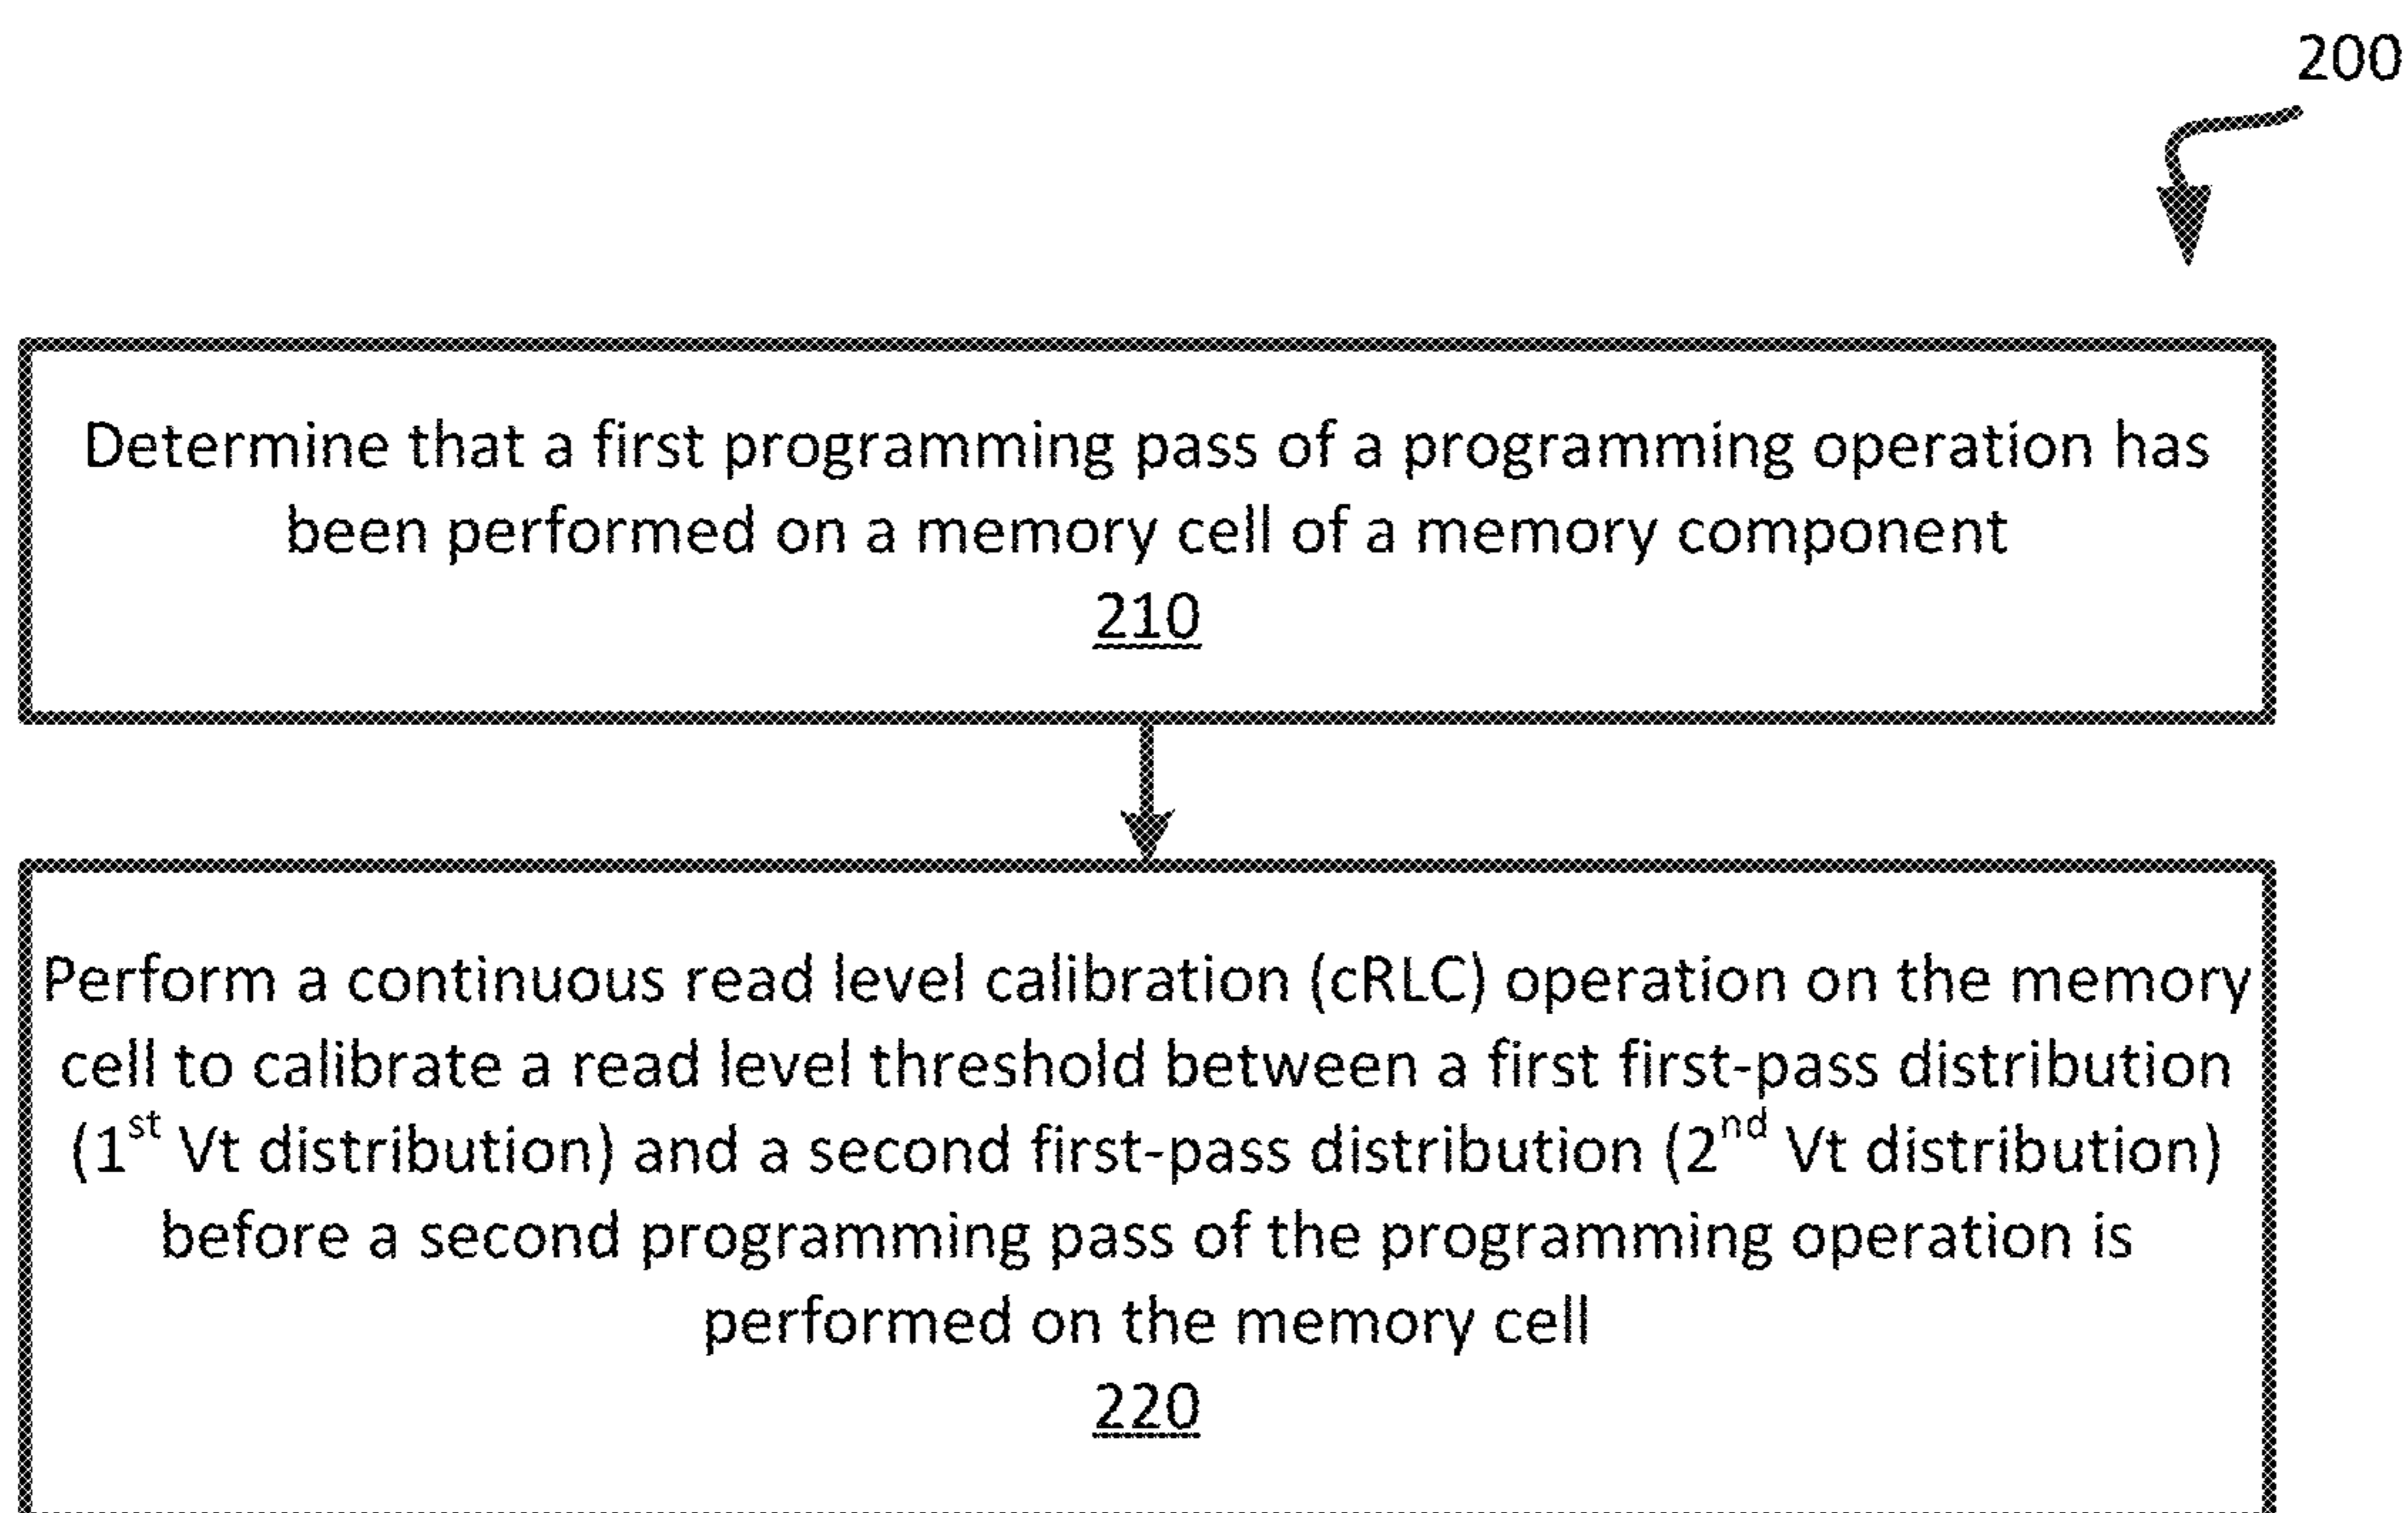 200
Determine that a first programming pass of a programming operation has
been performed on a memory cell of a memory component
210
Perform a continuous read level calibration (cRLC) operation on the memory
cell to calibrate a read level threshold between a first first-pass distribution
(1st Vt distribution) and a second first-pass distribution (2nd Vt distribution)
before a second programming pass of the programming operation is
performed on the memory cell
220